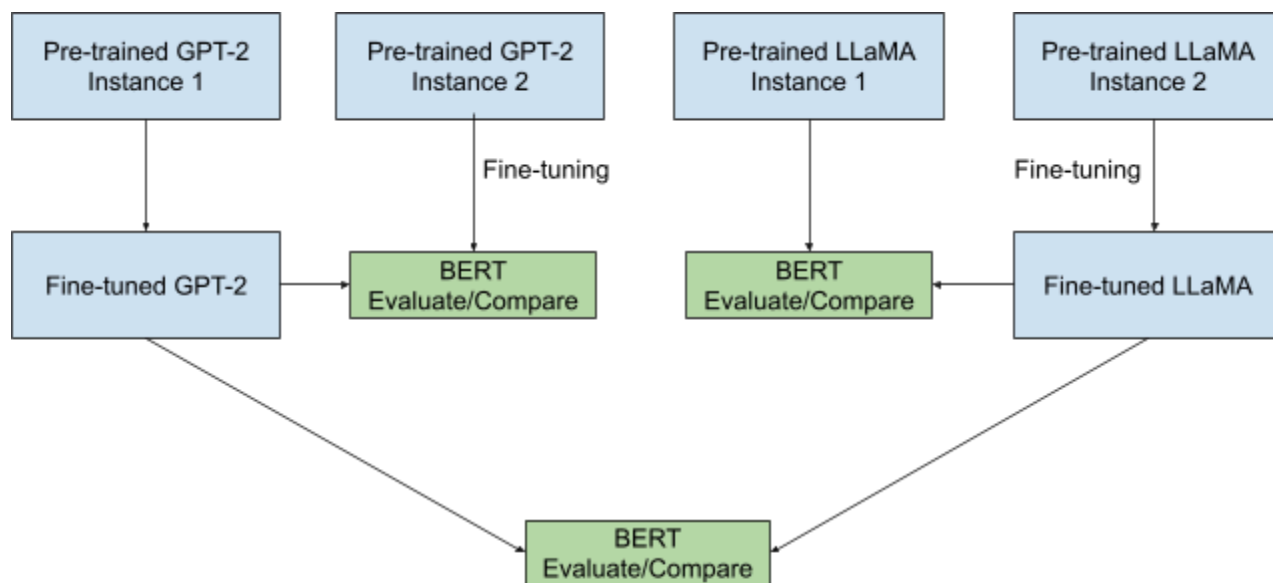 Pre-trained GPT-2
Instance 1
Pre-trained GPT-2
Instance 2
Pre-trained LLaMA
Instance 1
Pre-trained LLaMA
Instance 2
Fine-tuning
Fine-tuning
Fine-tuned GPT-2
BERT
Evaluate/Compare
BERT
Evaluate/Compare
Fine-tuned LLaMA
BERT
Evaluate/Compare